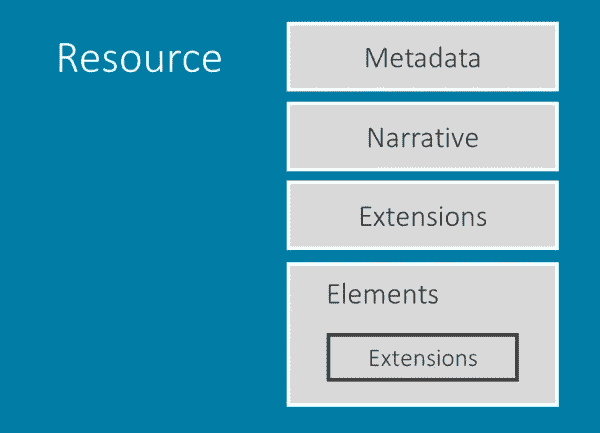 Resource
Metadata
Narrative
Extensions
Elements
Extensions